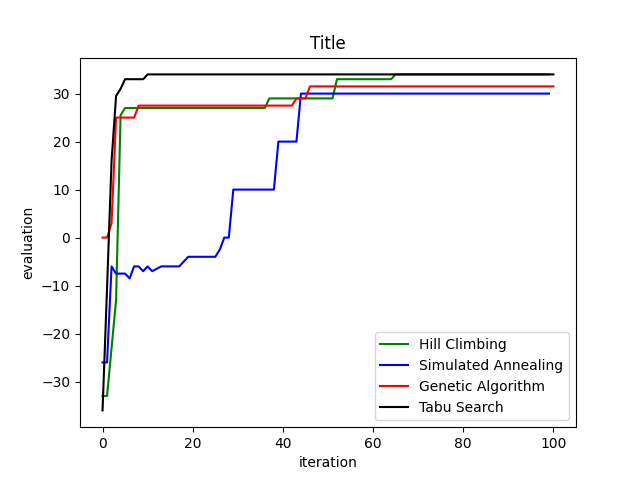 Title
evaluation
30
20
10
0
−10
−20
−30
0
20
40
60
80
100
iteration
Hill Climbing
Simulated Annealing
Genetic Algorithm
Tabu Search